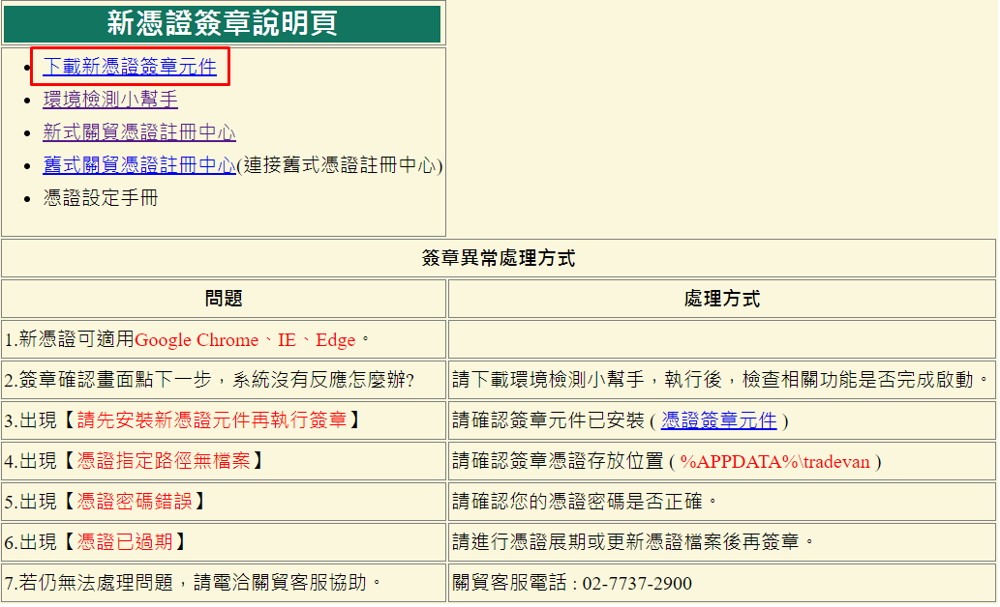 新憑證簽章說明頁
下載新憑證簽章元件
環境檢測小幫手
新式關貿憑證註冊中心
舊式關貿憑證註冊中心(連接舊式憑證註冊中心)
憑證設定手冊
簽章異常處理方式
問題 處理方式
1.新憑證可適用Google Chrome、IE、Edge。
2.簽章確認畫面點下一步，系統沒有反應怎麼辦? 請下載環境檢測小幫手，執行後，檢查相關功能是否完成啟動。
3.出現【請先安裝新憑證元件再執行簽章】 請確認簽章元件已安裝 ( 憑證簽章元件 )
4.出現【憑證指定路徑無檔案】 請確認簽章憑證存放位置 ( %APPDATA%\tradevan )
5.出現【憑證密碼錯誤】 請確認您的憑證密碼是否正確。
6.出現【憑證已過期】 請進行憑證展期或更新憑證檔案後再簽章。
7.若仍無法處理問題，請電洽關貿客服協助。 關貿客服電話 : 02-7737-2900